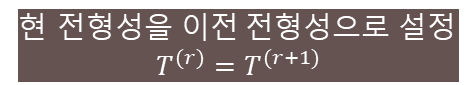 현 전형성을 이전 전형성으로 설정
T^{(r)} = T^{(r+1)}